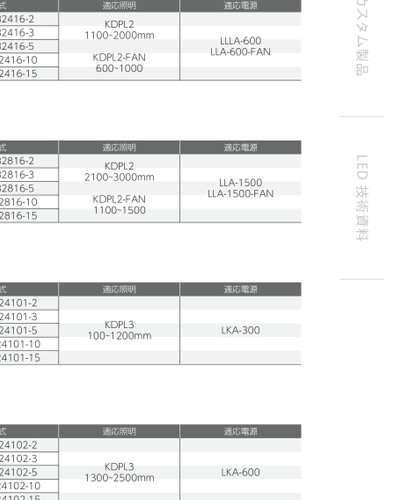 式 適応照明 適応電源
32416-2
32416-3
32416-5
2416-10
2416-15
KDPL2
1100~2000mm
KDPL2-FAN
600~1000
LLLA-600
LLA-600-FAN
式 適応照明 適応電源
32816-2
32816-3
32816-5
2816-10
2816-15
KDPL2
2100~3000mm
KDPL2-FAN
1100~1500
LLA-1500
LLA-1500-FAN
式 適応照明 適応電源
24101-2
24101-3
24101-5
24101-10
24101-15
KDPL3
100~1200mm
LKA-300
式 適応照明 適応電源
24102-2
24102-3
24102-5
24102-10
24102-15
KDPL3
1300~2500mm
LKA-600
カスタム製品
LED 技術資料